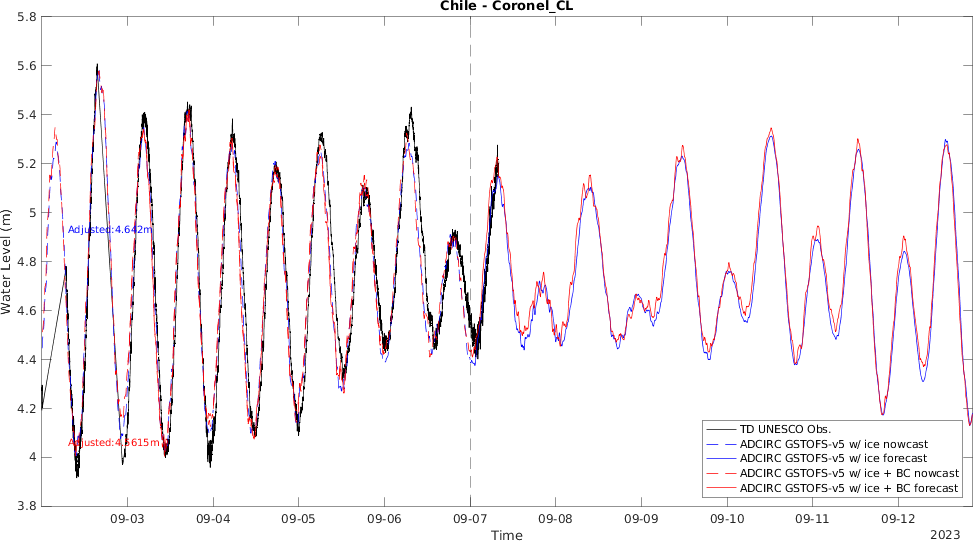 Chile - Coronel_CL
5.8
5.6
5.4
5.2
5
4.8
4.6
4.4
4.2
4
3.8
Water Level (m)
Adjusted:4.642m
Adjusted:4.5615m
TD UNESCO Obs.
ADCIRC GSTOFS-v5 w/ ice nowcast
ADCIRC GSTOFS-v5 w/ ice forecast
ADCIRC GSTOFS-v5 w/ ice + BC nowcast
ADCIRC GSTOFS-v5 w/ ice + BC forecast
09-03 09-04 09-05 09-06 09-07 09-08 09-09 09-10 09-11 09-12
Time
2023